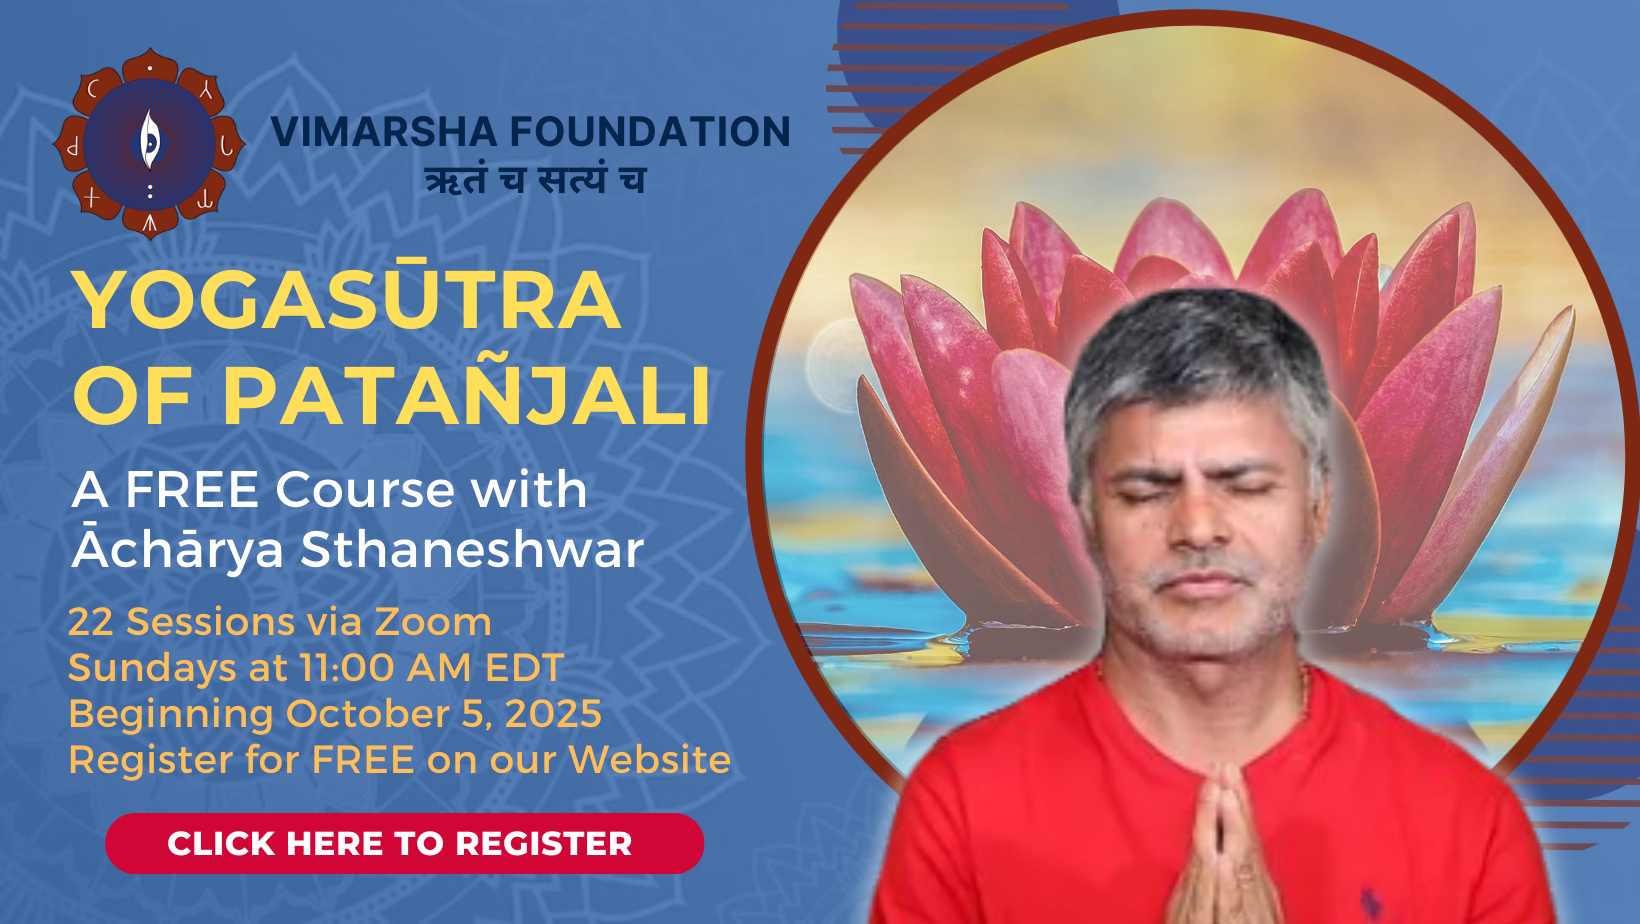 VIMARSHA FOUNDATION
ऋतं च सत्यं च
YOGASŪTRA
OF PATAÑJALI
A FREE Course with
Āchārya Sthaneshwar
22 Sessions via Zoom
Sundays at 11:00 AM EDT
Beginning October 5, 2025
Register for FREE on our Website
CLICK HERE TO REGISTER